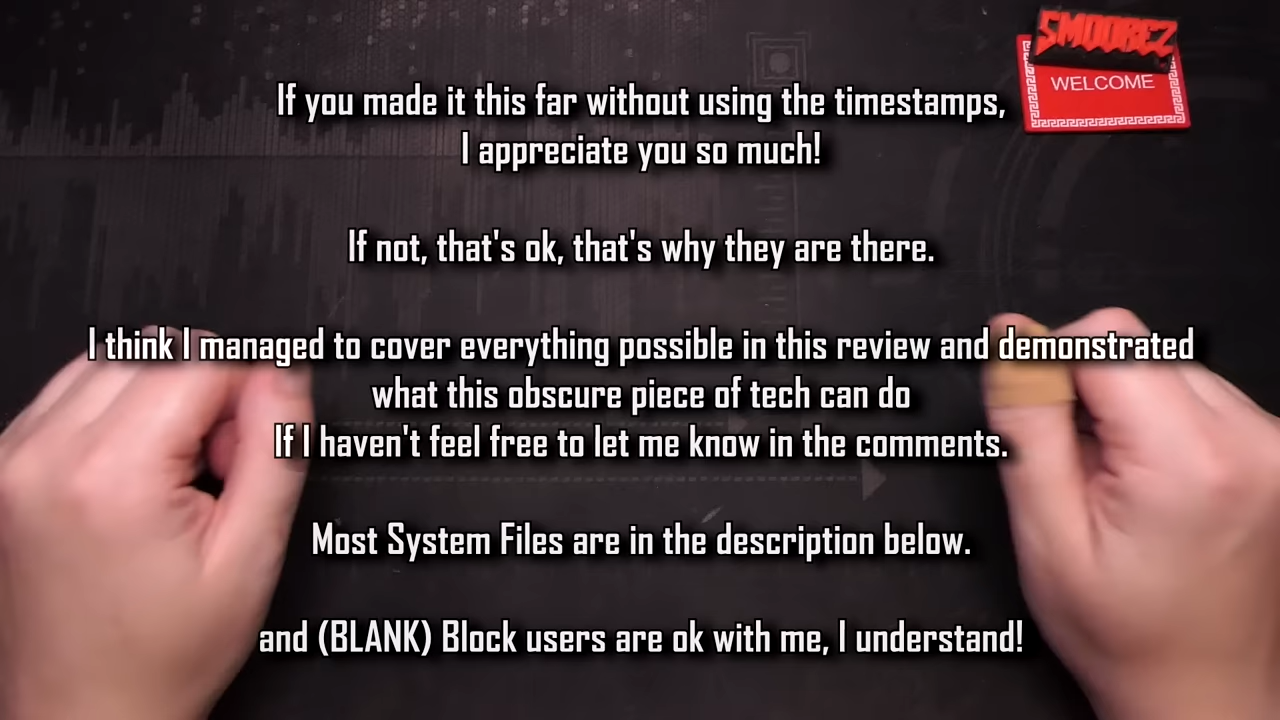 SMOOREZ
WELCOME
If you made it this far without using the timestamps,
I appreciate you so much!
If not, that's ok, that's why they are there.
I think I managed to cover everything possible in this review and demonstrated
what this obscure piece of tech can do
If I haven't feel free to let me know in the comments.
Most System Files are in the description below.
and (BLANK) Block users are ok with me, I understand!